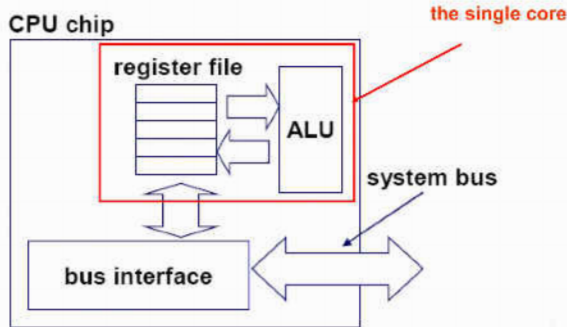 the single core
CPU chip
register file
ALU
system bus
bus interface